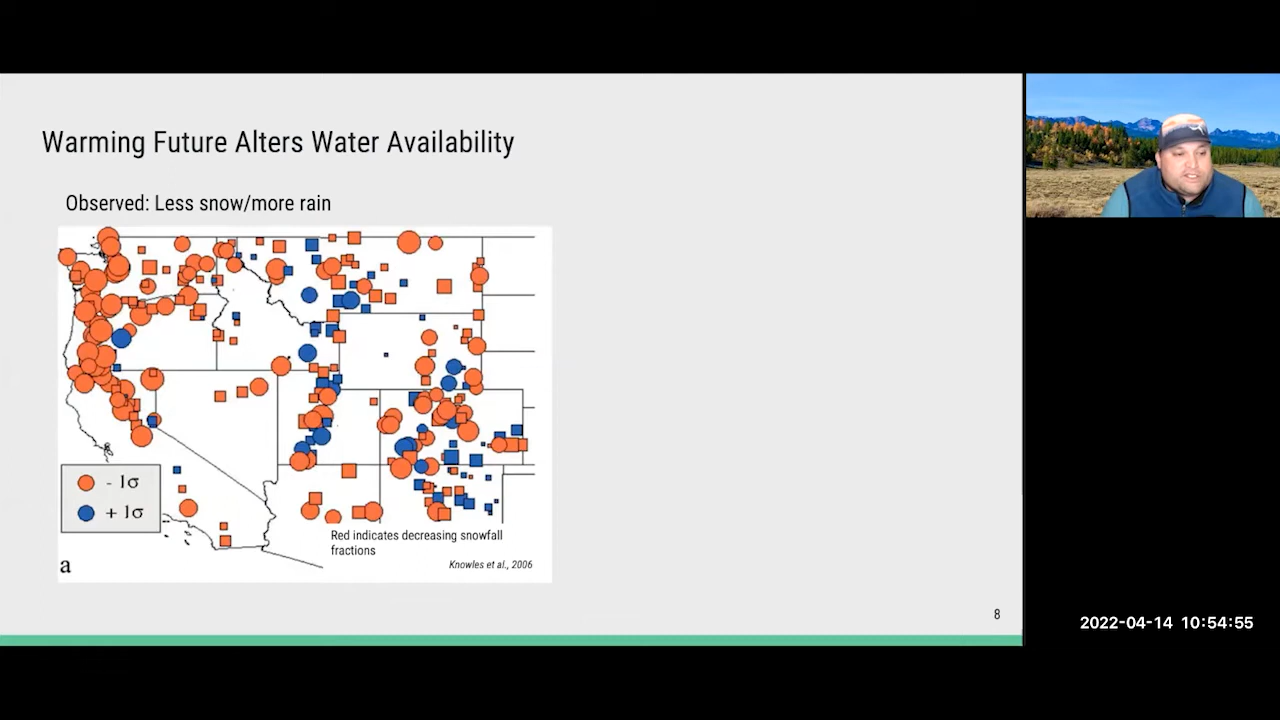 Warming Future Alters Water Availability
Observed: Less snow/more rain
- 1σ
+ 1σ
Red indicates decreasing snowfall
fractions
Knowles et al., 2006
a
8
2022-04-14 10:54:55